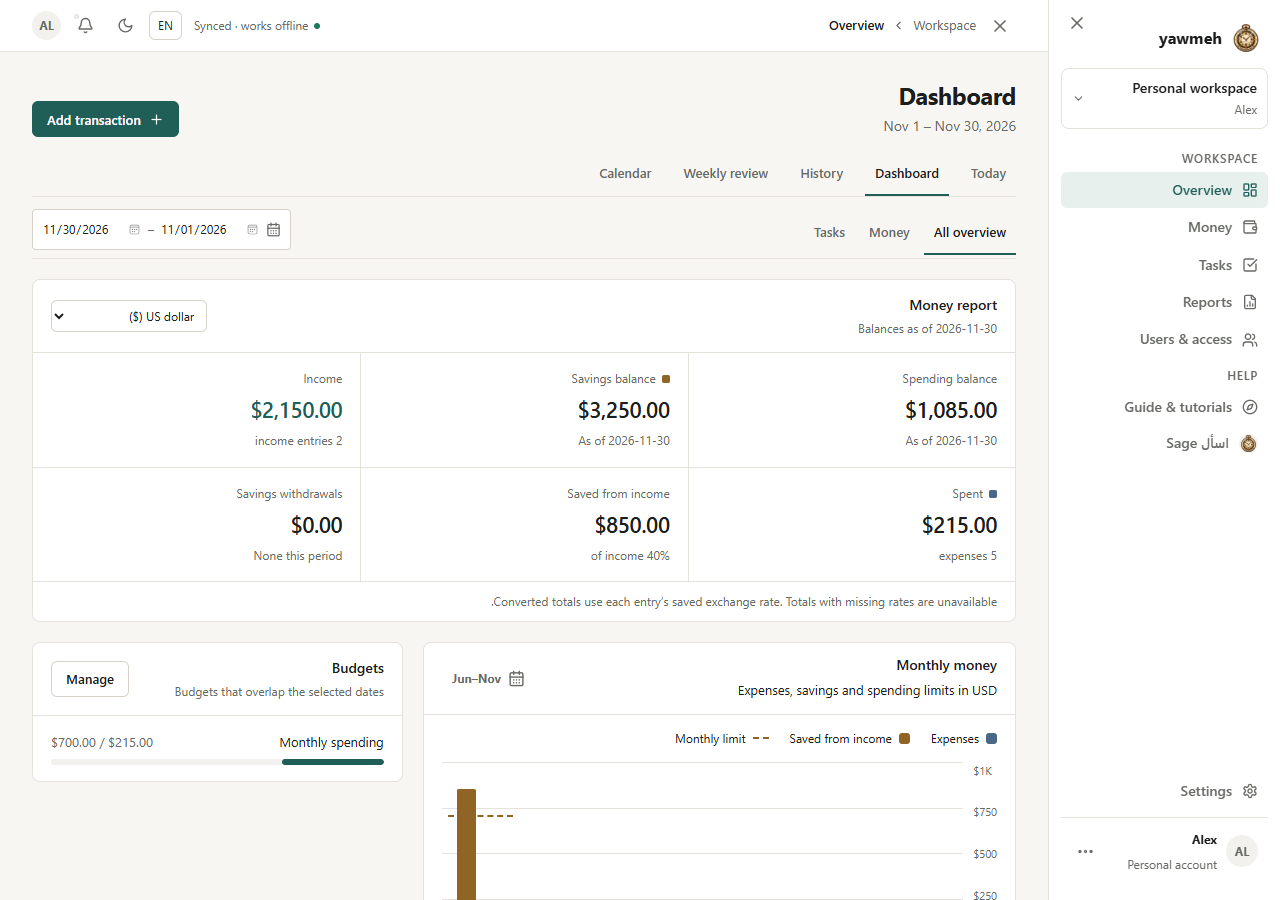 AL
EN
Synced · works offline
Overview
Workspace
yawmeh
Personal workspace
Alex
WORKSPACE
Overview
Money
Tasks
Reports
Users & access
HELP
Guide & tutorials
اسأل Sage
Settings
Alex
Personal account
AL
Dashboard
Nov 1 – Nov 30, 2026
Add transaction
Today
Dashboard
History
Weekly review
Calendar
All overview
Money
Tasks
11/30/2026 – 11/01/2026
Money report
Balances as of 2026-11-30
($) US dollar
Spending balance
$1,085.00
As of 2026-11-30
Savings balance
$3,250.00
As of 2026-11-30
Income
$2,150.00
income entries 2
Spent
$215.00
expenses 5
Saved from income
$850.00
of income 40%
Savings withdrawals
$0.00
None this period
.Converted totals use each entry’s saved exchange rate. Totals with missing rates are unavailable
Monthly money
Expenses, savings and spending limits in USD
Jun–Nov
Expenses
Saved from income
Monthly limit
$1K
$750
$500
$250
Budgets
Budgets that overlap the selected dates
Manage
Monthly spending
$700.00 / $215.00